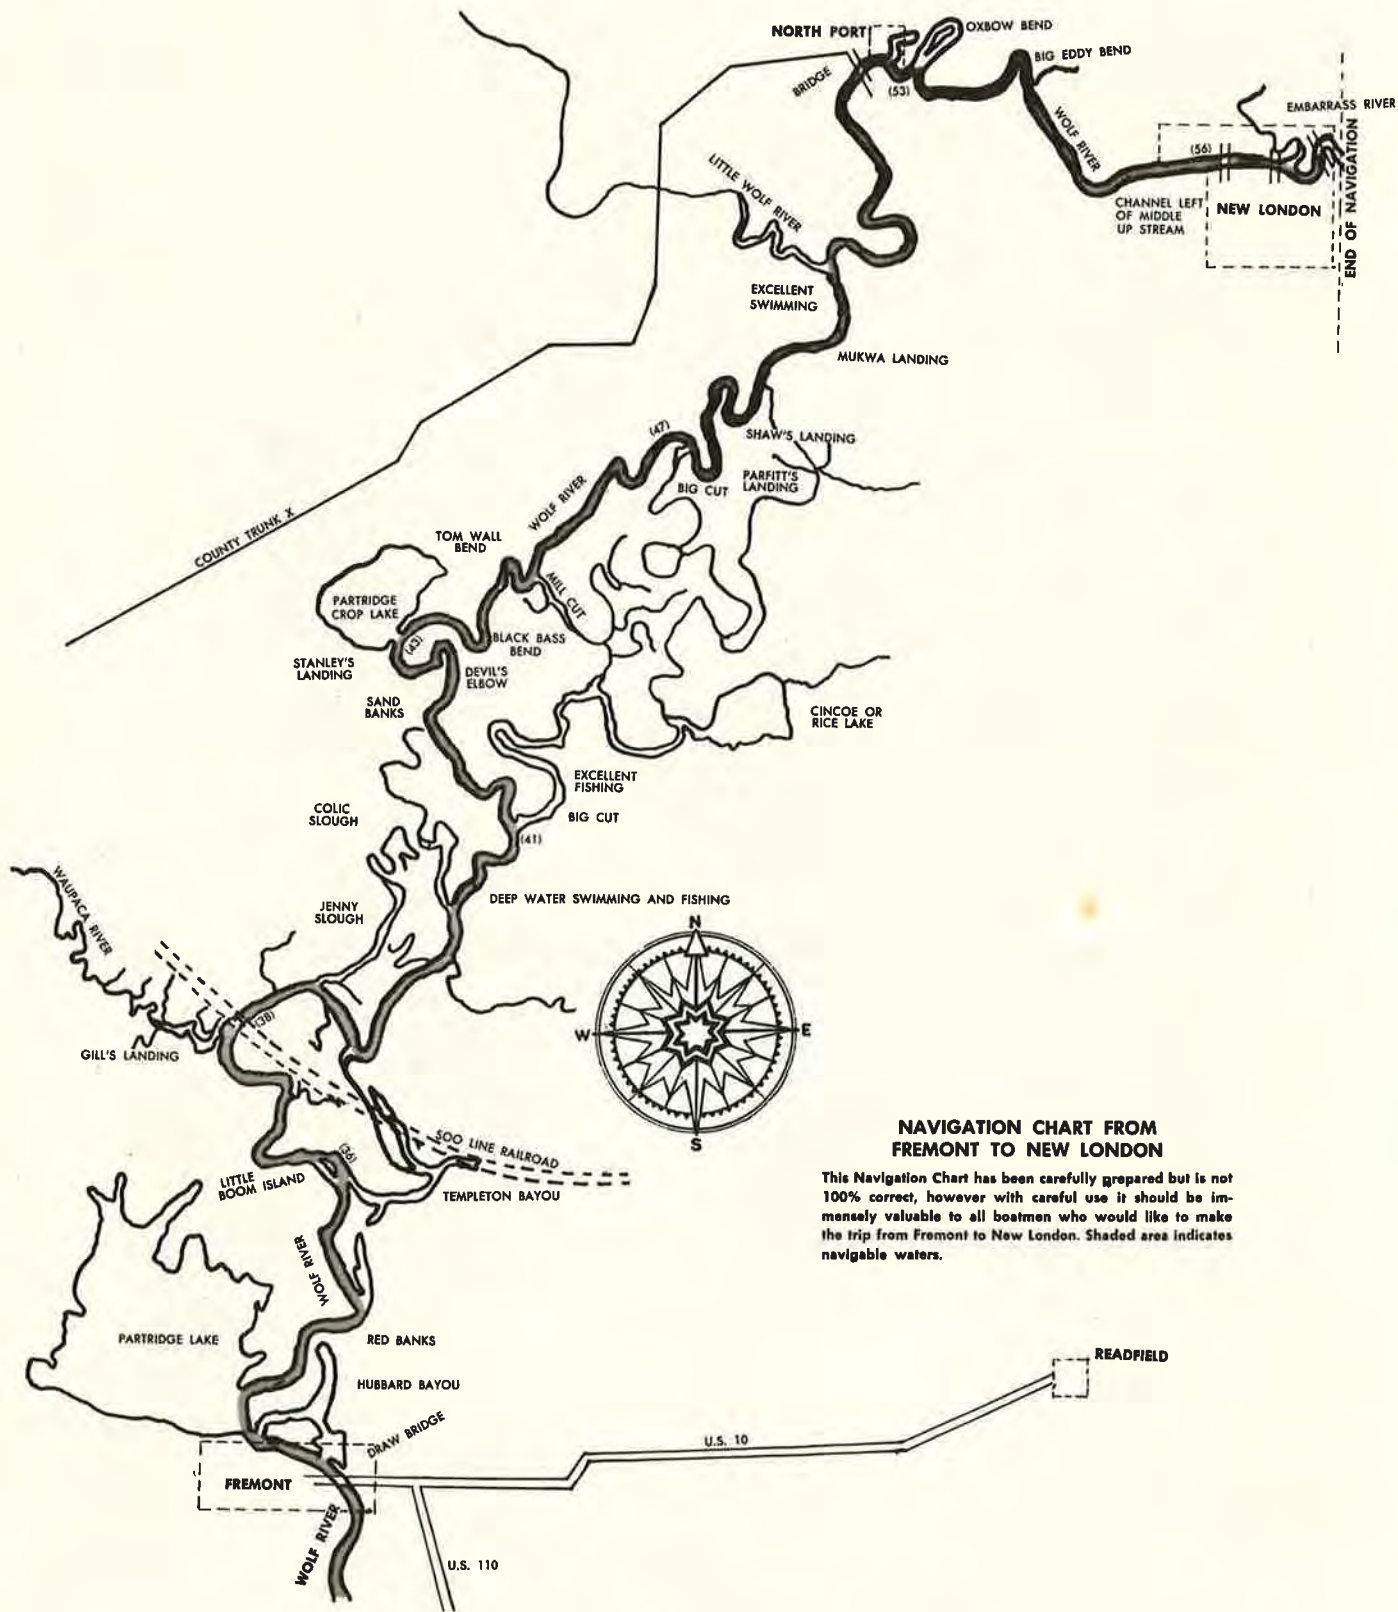 NORTH PORT
OXBOW BEND
BIG EDDY BEND
BRIDGE
(53)
WOLF RIVER
EMBARRASS RIVER
(56)
CHANNEL LEFT
OF MIDDLE
UP STREAM
NEW LONDON
END OF NAVIGATION
LITTLE WOLF RIVER
EXCELLENT
SWIMMING
MUKWA LANDING
(47)
SHAW'S LANDING
BIG CUT
PARFITT'S
LANDING
WOLF RIVER
COUNTY TRUNK X
TOM WALL
BEND
MILL CUT
PARTRIDGE
CROP LAKE
(43)
BLACK BASS
BEND
STANLEY'S
LANDING
DEVIL'S
ELBOW
SAND
BANKS
CINCOE OR
RICE LAKE
EXCELLENT
FISHING
COLIC
SLOUGH
BIG CUT
(41)
WAUPACA RIVER
JENNY
SLOUGH
DEEP WATER SWIMMING AND FISHING
N
W
E
S
(38)
GILL'S LANDING
SOO LINE RAILROAD
(36)
LITTLE
BOOM ISLAND
TEMPLETON BAYOU
NAVIGATION CHART FROM
FREMONT TO NEW LONDON
This Navigation Chart has been carefully prepared but is not
100% correct, however with careful use it should be im-
mensely valuable to all boatmen who would like to make
the trip from Fremont to New London. Shaded area indicates
navigable waters.
WOLF RIVER
PARTRIDGE LAKE
RED BANKS
READFIELD
HUBBARD BAYOU
DRAW BRIDGE
U.S. 10
FREMONT
WOLF RIVER
U.S. 110